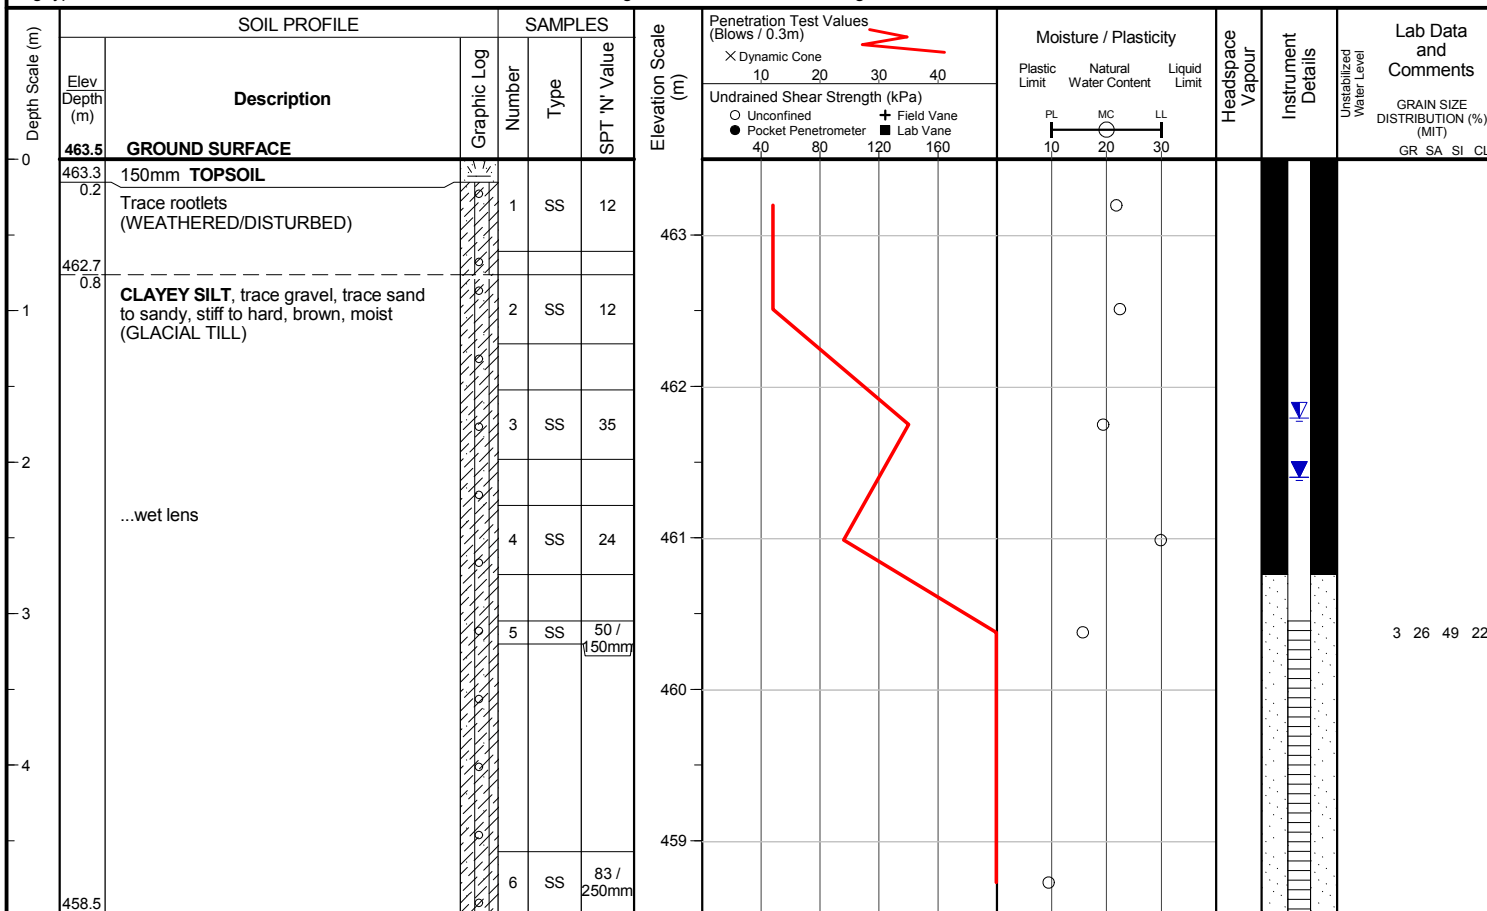 SOIL PROFILE
SAMPLES
Depth Scale (m)
Elev
Depth
(m)
Description
Graphic Log
Number
Type
SPT 'N' Value
Elevation Scale
(m)
Penetration Test Values
(Blows / 0.3m)
× Dynamic Cone
10 20 30 40
Undrained Shear Strength (kPa)
Unconfined
Field Vane
Pocket Penetrometer
Lab Vane
40 80 120 160
Moisture / Plasticity
Plastic
Limit
Natural
Water Content
Liquid
Limit
PL MC LL
10 20 30
Headspace
Vapour
Instrument
Details
Unstabilized
Water Level
Lab Data
and
Comments
GRAIN SIZE
DISTRIBUTION (%)
(MIT)
GR SA SI CL
463.5 GROUND SURFACE
0
463.3 150mm TOPSOIL
0.2
Trace rootlets
(WEATHERED/DISTURBED)
1 SS 12
463
462.7
0.8
CLAYEY SILT, trace gravel, trace sand
to sandy, stiff to hard, brown, moist
(GLACIAL TILL)
1
2 SS 12
462
3 SS 35
2
...wet lens
4 SS 24
461
3
5 SS 50 /
150mm
3 26 49 22
460
4
459
6 SS 83 /
250mm
458.5